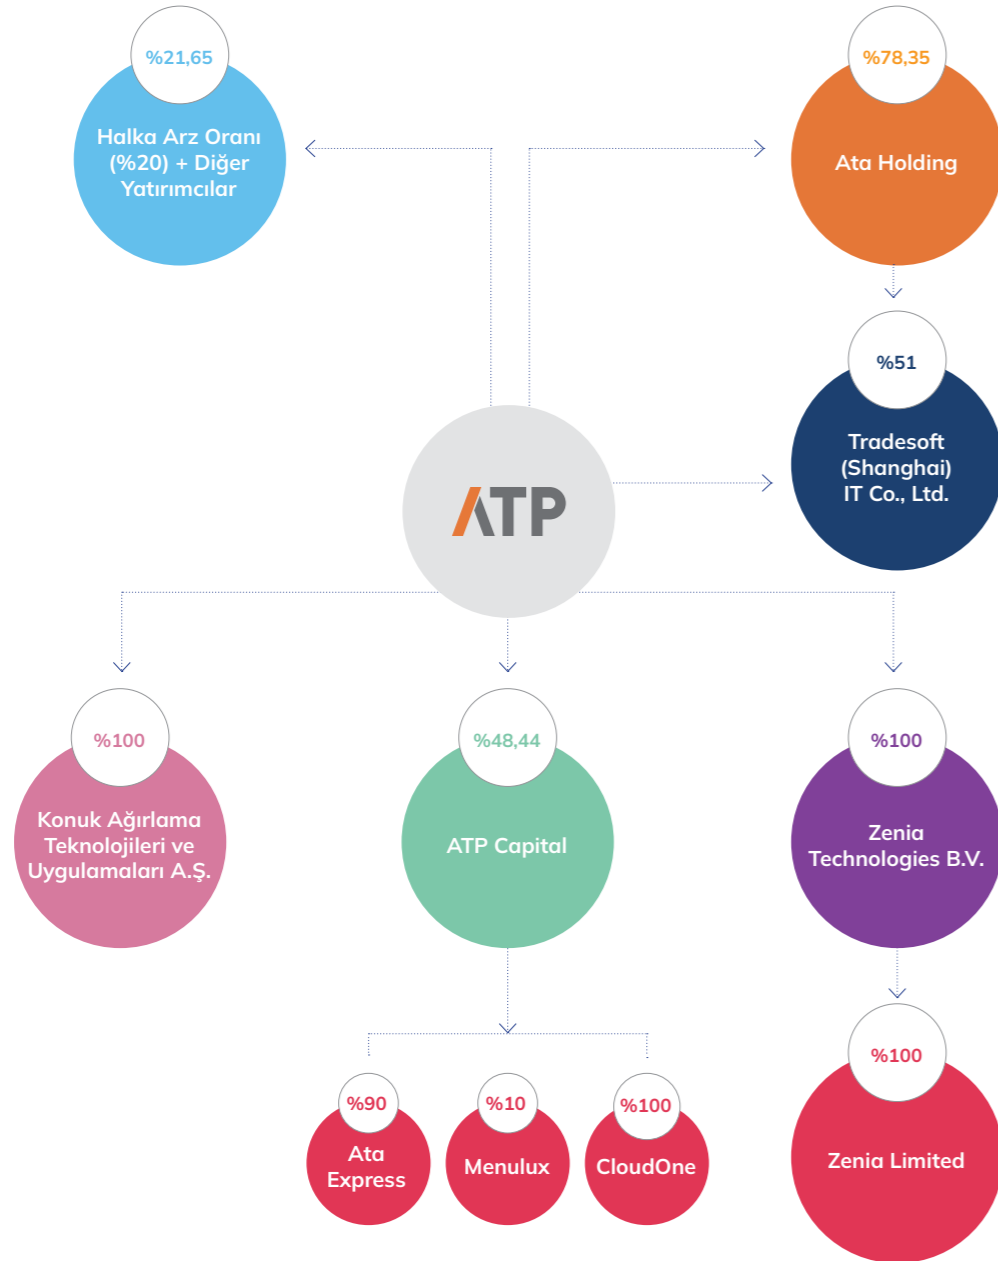 %21,65
Halka Arz Oranı
(%20) + Diğer
Yatırımcılar
%78,35
Ata Holding
%51
Tradesoft
(Shanghai)
IT Co., Ltd.
ATP
%100
Konuk Ağırlama
Teknolojileri ve
Uygulamaları A.Ş.
%48,44
ATP Capital
%100
Zenia
Technologies B.V.
%90
Ata
Express
%10
Menulux
%100
CloudOne
%100
Zenia Limited